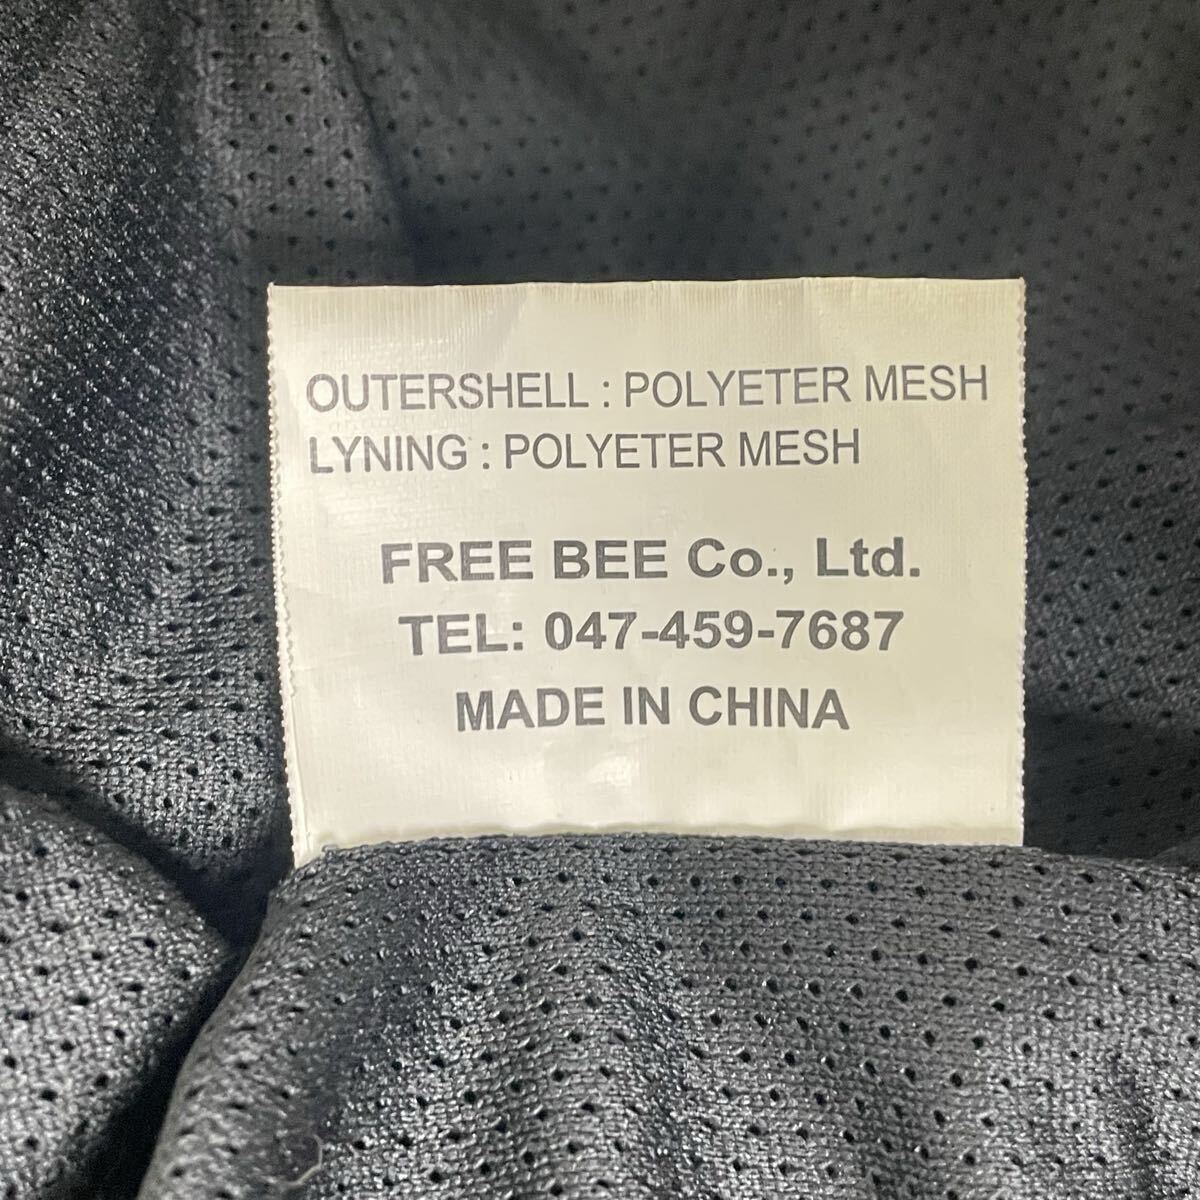 OUTERSHELL : POLYETER MESH
LYNING : POLYETER MESH
FREE BEE Co., Ltd.
TEL: 047-459-7687
MADE IN CHINA